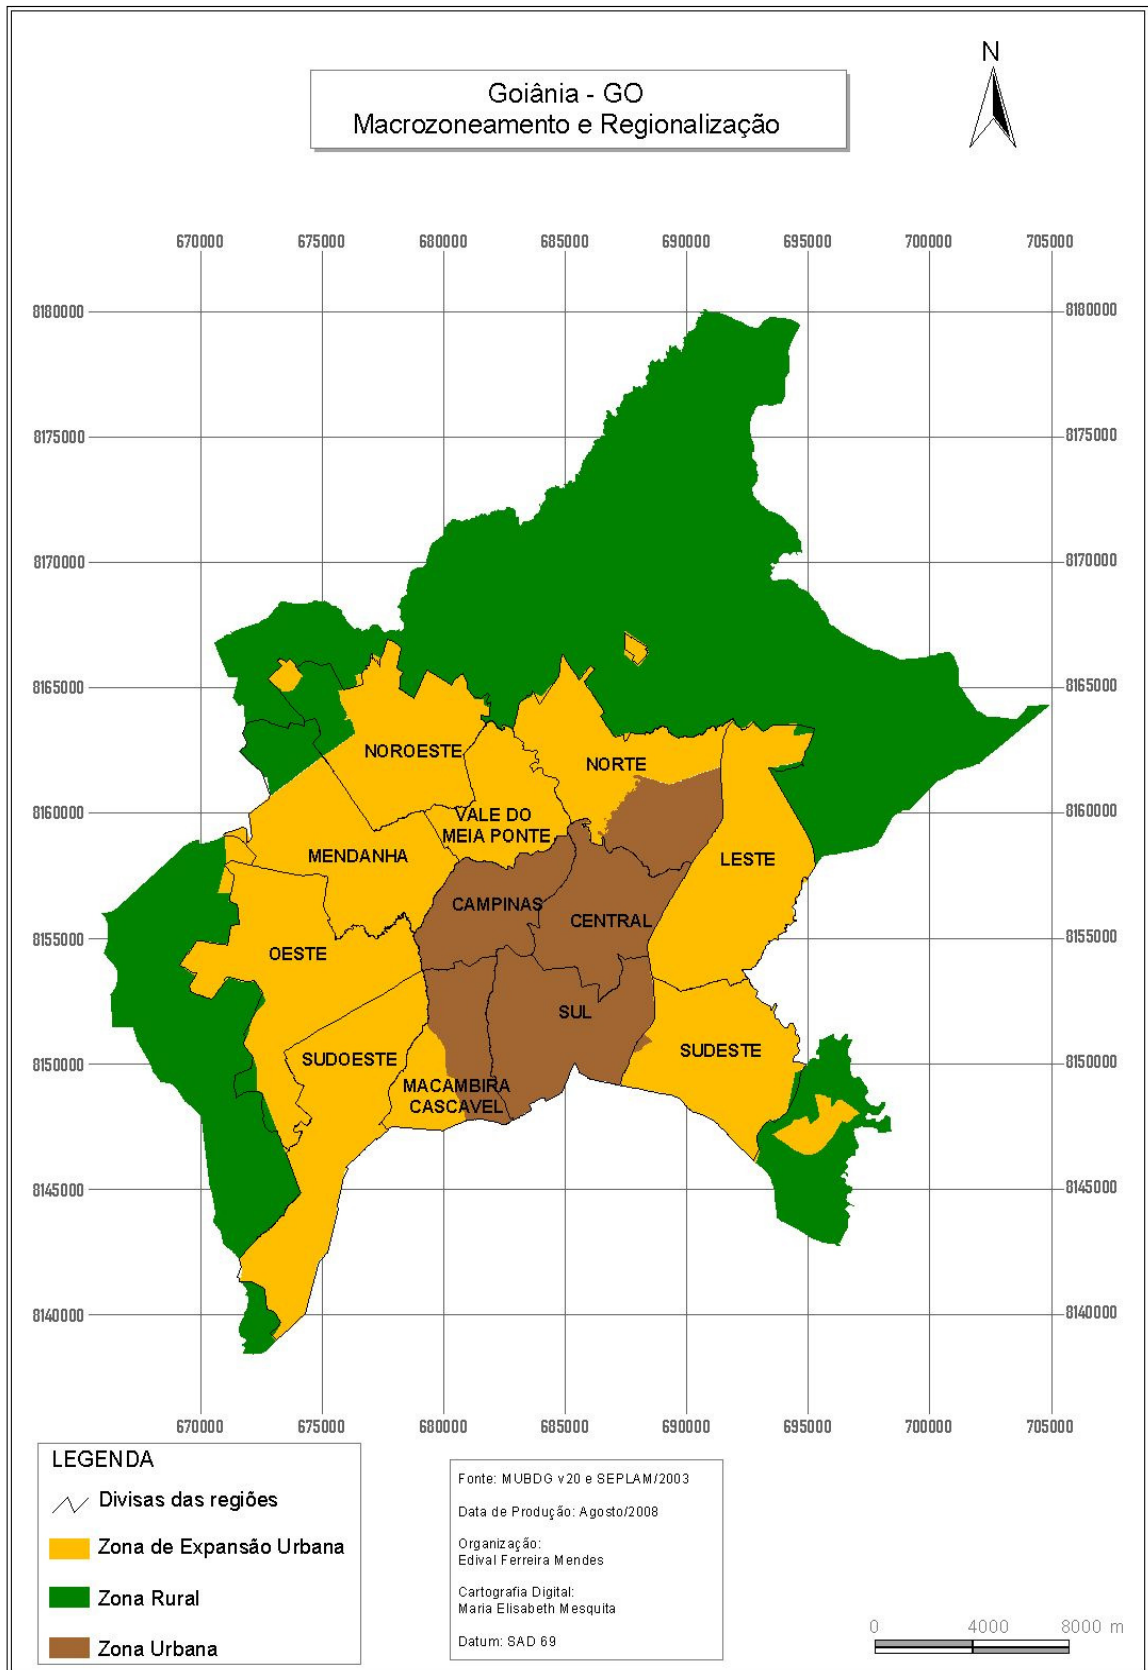 N
Goiânia - GO
Macrozoneamento e Regionalização
670000 675000 680000 685000 690000 695000 700000 705000
8180000 8180000
8175000 8175000
8170000 8170000
8165000 8165000
NOROESTE
NORTE
8160000 8160000
VALE DO
MEIA PONTE
MENDANHA
LESTE
CAMPINAS
CENTRAL
8155000 8155000
OESTE
SUL
SUDESTE
8150000 8150000
SUDOESTE
MACAMBIRA
CASCAVEL
8145000 8145000
8140000 8140000
670000 675000 680000 685000 690000 695000 700000 705000
LEGENDA
Divisas das regiões
Zona de Expansão Urbana
Zona Rural
Zona Urbana
Fonte: MUBDG v20 e SEPLAM/2003
Data de Produção: Agosto/2008
Organização:
Edival Ferreira Mendes
Cartografia Digital:
Maria Elisabeth Mesquita
Datum: SAD 69
0 4000 8000 m